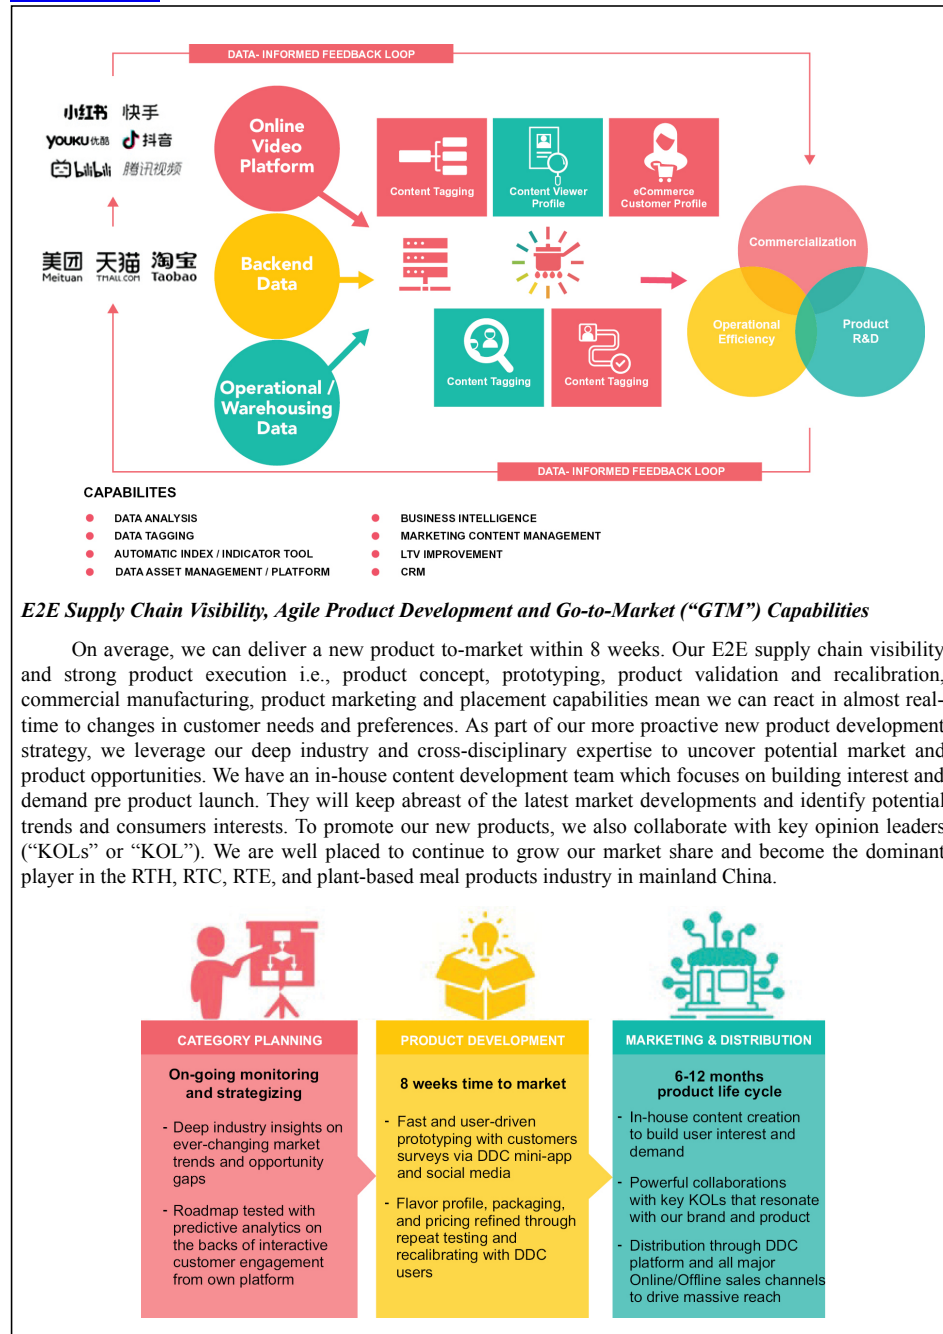 DATA- INFORMED FEEDBACK LOOP
小红书 快手
YOUKU优酷 抖音
bilibili 腾讯视频
美团 天猫 淘宝
Meituan TMALL.COM Taobao
Online
Video
Platform
Backend
Data
Operational /
Warehousing
Data
Content Tagging
Content Viewer
Profile
eCommerce
Customer Profile
Content Tagging
Content Tagging
Commercialization
Operational
Efficiency
Product
R&D
DATA- INFORMED FEEDBACK LOOP
CAPABILITES
DATA ANALYSIS
DATA TAGGING
AUTOMATIC INDEX / INDICATOR TOOL
DATA ASSET MANAGEMENT / PLATFORM
BUSINESS INTELLIGENCE
MARKETING CONTENT MANAGEMENT
LTV IMPROVEMENT
CRM
E2E Supply Chain Visibility, Agile Product Development and Go-to-Market (“GTM”) Capabilities
On average, we can deliver a new product to-market within 8 weeks. Our E2E supply chain visibility
and strong product execution i.e., product concept, prototyping, product validation and recalibration,
commercial manufacturing, product marketing and placement capabilities mean we can react in almost real-
time to changes in customer needs and preferences. As part of our more proactive new product development
strategy, we leverage our deep industry and cross-disciplinary expertise to uncover potential market and
product opportunities. We have an in-house content development team which focuses on building interest and
demand pre product launch. They will keep abreast of the latest market developments and identify potential
trends and consumers interests. To promote our new products, we also collaborate with key opinion leaders
(“KOLs” or “KOL”). We are well placed to continue to grow our market share and become the dominant
player in the RTH, RTC, RTE, and plant-based meal products industry in mainland China.
CATEGORY PLANNING
On-going monitoring
and strategizing
- Deep industry insights on
ever-changing market
trends and opportunity
gaps
- Roadmap tested with
predictive analytics on
the backs of interactive
customer engagement
from own platform
PRODUCT DEVELOPMENT
8 weeks time to market
- Fast and user-driven
prototyping with customers
surveys via DDC mini-app
and social media
- Flavor profile, packaging,
and pricing refined through
repeat testing and
recalibrating with DDC
users
MARKETING & DISTRIBUTION
6-12 months
product life cycle
- In-house content creation
to build user interest and
demand
- Powerful collaborations
with key KOLs that resonate
with our brand and product
- Distribution through DDC
platform and all major
Online/Offline sales channels
to drive massive reach